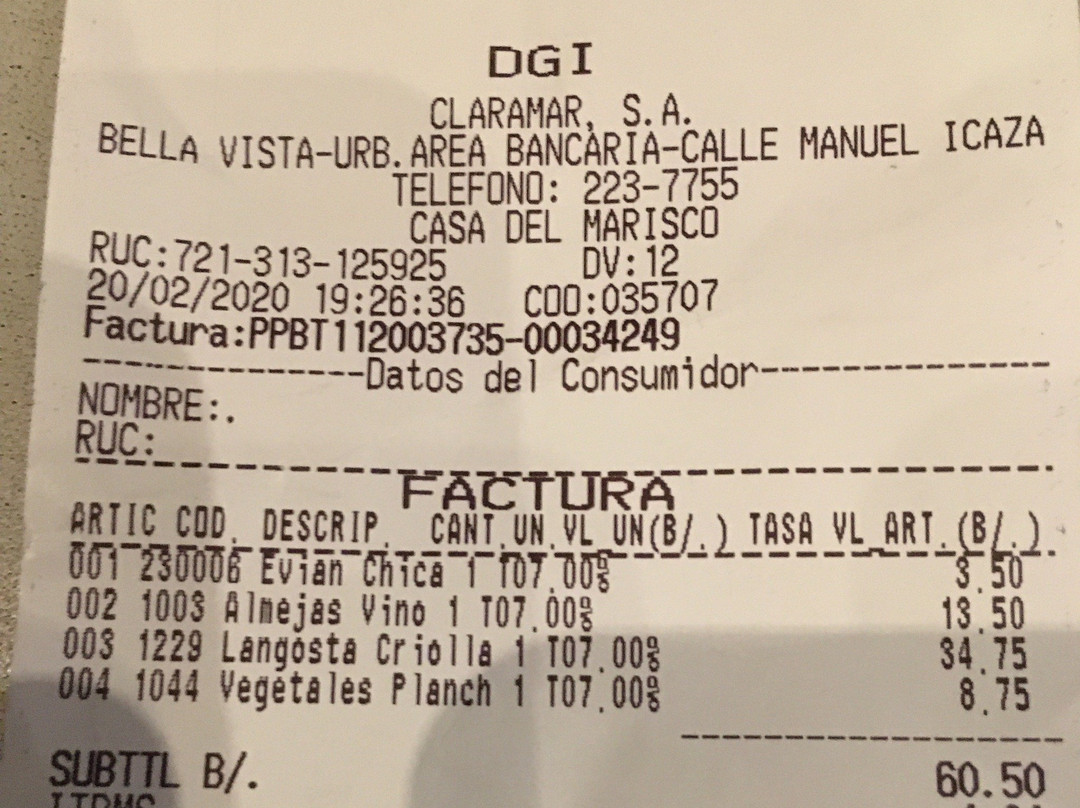 DGI
CLARAMAR, S.A.
BELLA VISTA-URB.AREA BANCARIA-CALLE MANUEL ICAZA
TELEFONO: 223-7755
CASA DEL MARISCO
RUC:721-313-125925 DV:12
20/02/2020 19:26:36 COO:035707
Factura:PPBT112003735-00034249
--------------Datos del Consumidor--------------
NOMBRE:.
RUC:
FACTURA
ARTIC COD. DESCRIP. CANT.UN.VL UN(B/.) TASA VL ART.(B/.)
001 230006 Evian Chica 1 T07.00% 3.50
002 1003 Almejas Vino 1 T07.00% 13.50
003 1229 Langosta Criolla 1 T07.00% 34.75
004 1044 Vegetales Planch 1 T07.00% 8.75
SUBTTL B/. 60.50